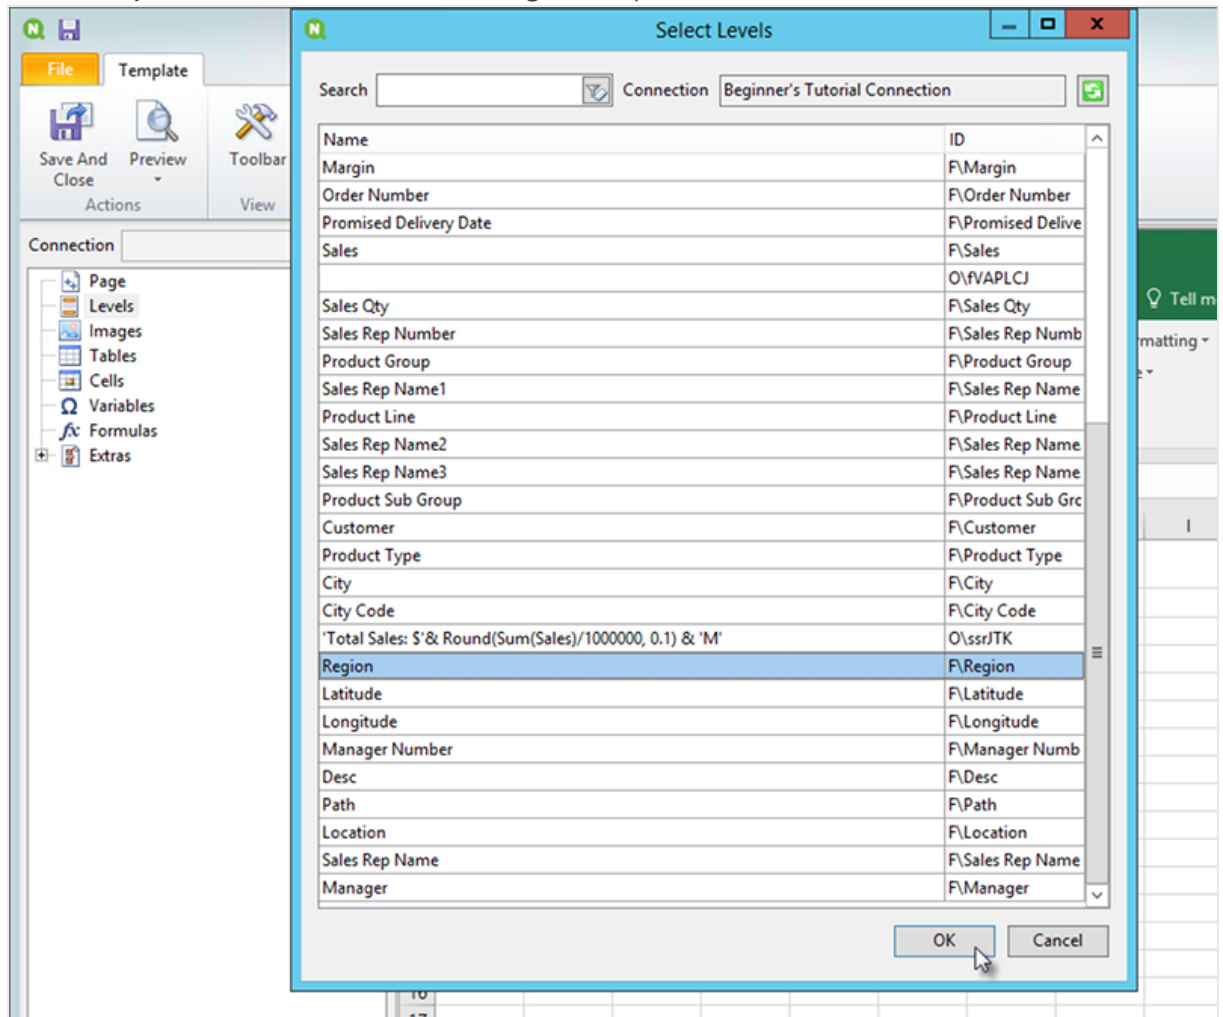 Select Levels
File
Template
Search
Connection
Beginner's Tutorial Connection
Save And
Close
Preview
Toolbar
Actions
View
Connection
Page
Levels
Images
Tables
Cells
Variables
Formulas
Extras
Name ID
Margin F\Margin
Order Number F\Order Number
Promised Delivery Date F\Promised Delive
Sales F\Sales
O\fVAPLCJ
Sales Qty F\Sales Qty
Sales Rep Number F\Sales Rep Numb
Product Group F\Product Group
Sales Rep Name1 F\Sales Rep Name
Product Line F\Product Line
Sales Rep Name2 F\Sales Rep Name
Sales Rep Name3 F\Sales Rep Name
Product Sub Group F\Product Sub Grc
Customer F\Customer
Product Type F\Product Type
City F\City
City Code F\City Code
'Total Sales: $'& Round(Sum(Sales)/1000000, 0.1) & 'M' O\ssrJTK
Region F\Region
Latitude F\Latitude
Longitude F\Longitude
Manager Number F\Manager Numb
Desc F\Desc
Path F\Path
Location F\Location
Sales Rep Name F\Sales Rep Name
Manager F\Manager
OK
Cancel
Tell m
matting
I